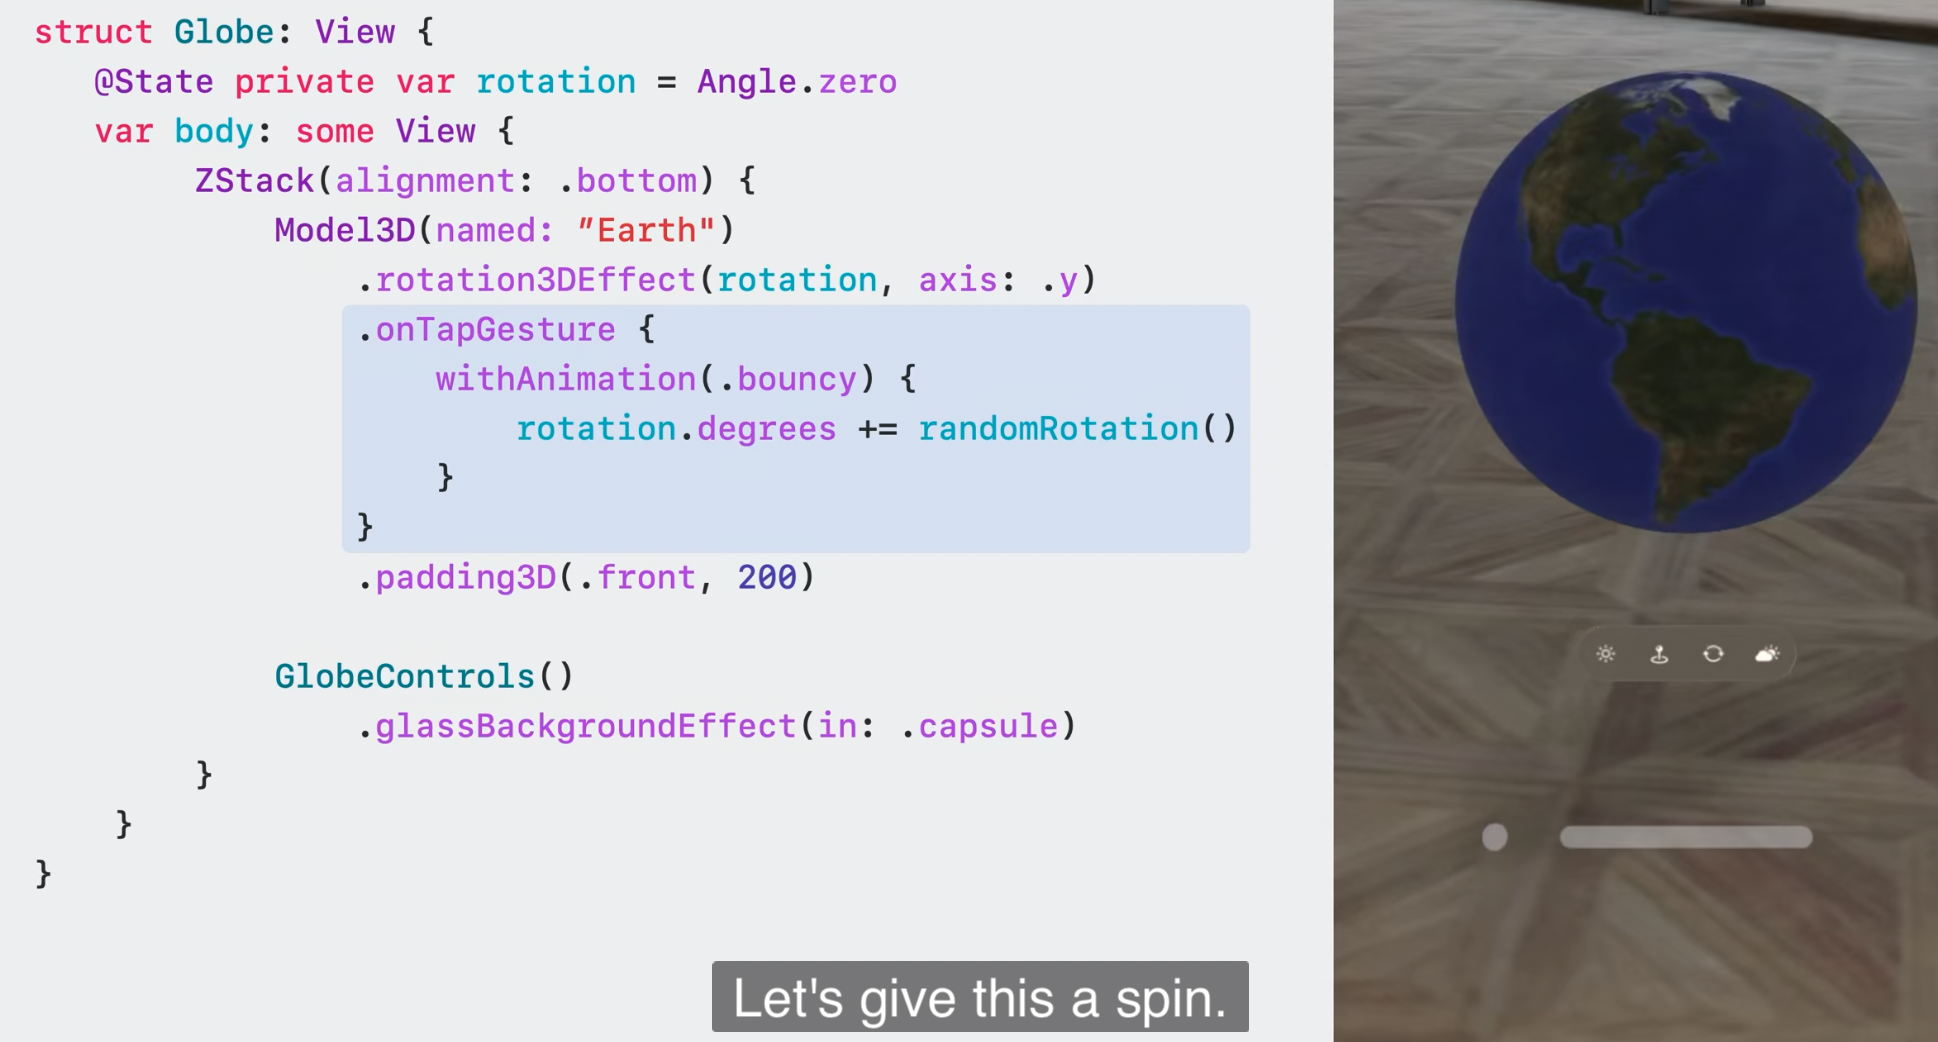 struct Globe: View {
@State private var rotation = Angle.zero
var body: some View {
ZStack(alignment: .bottom) {
Model3D(named: "Earth")
.rotation3DEffect(rotation, axis: .y)
.onTapGesture {
withAnimation(.bouncy) {
rotation.degrees += randomRotation()
}
}
.padding3D(.front, 200)
GlobeControls()
.glassBackgroundEffect(in: .capsule)
}
}
}
Let's give this a spin.